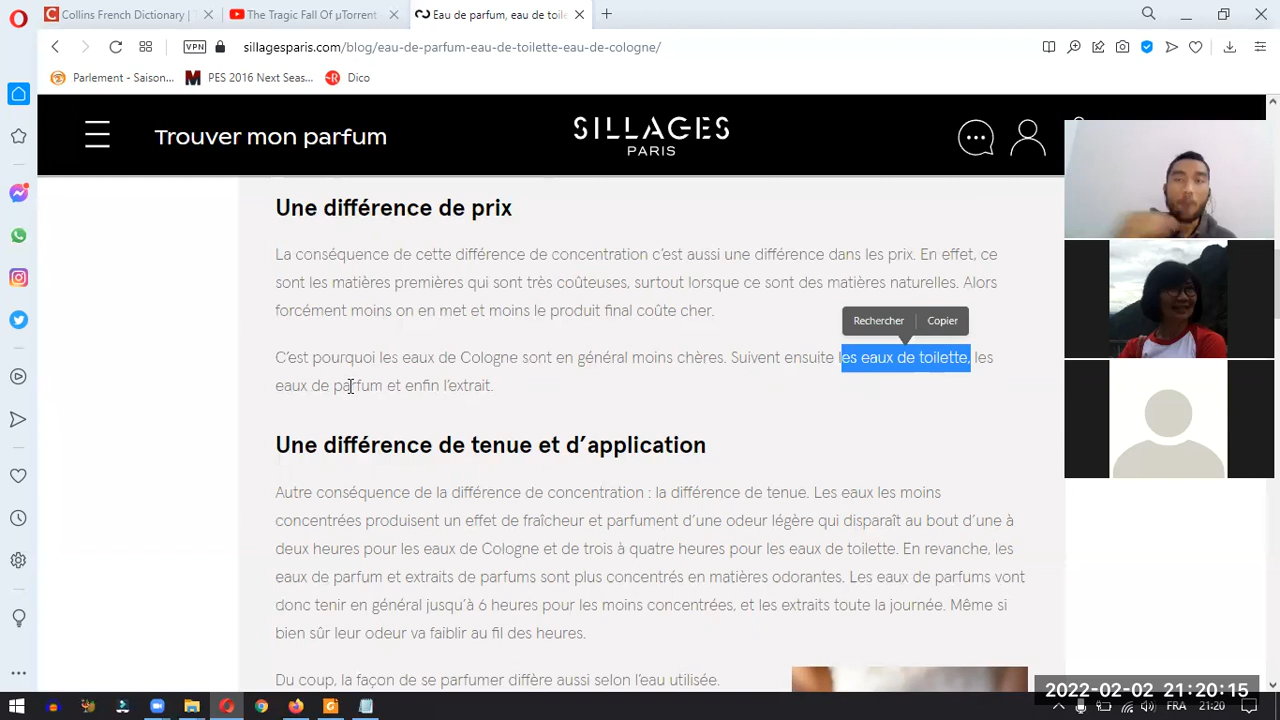 Collins French Dictionary |
The Tragic Fall Of µTorrent
Eau de parfum, eau de toile
VPN
sillagesparis.com/blog/eau-de-parfum-eau-de-toilette-eau-de-cologne/
Parlement - Saison...
PES 2016 Next Seas...
Dico
Trouver mon parfum
SILLAGES
PARIS
Une différence de prix
La conséquence de cette différence de concentration c’est aussi une différence dans les prix. En effet, ce
sont les matières premières qui sont très coûteuses, surtout lorsque ce sont des matières naturelles. Alors
forcément moins on en met et moins le produit final coûte cher.
Rechercher
Copier
C’est pourquoi les eaux de Cologne sont en général moins chères. Suivent ensuite les eaux de toilette, les
eaux de parfum et enfin l’extrait.
Une différence de tenue et d’application
Autre conséquence de la différence de concentration : la différence de tenue. Les eaux les moins
concentrées produisent un effet de fraîcheur et parfument d’une odeur légère qui disparaît au bout d’une à
deux heures pour les eaux de Cologne et de trois à quatre heures pour les eaux de toilette. En revanche, les
eaux de parfum et extraits de parfums sont plus concentrés en matières odorantes. Les eaux de parfums vont
donc tenir en général jusqu’à 6 heures pour les moins concentrées, et les extraits toute la journée. Même si
bien sûr leur odeur va faiblir au fil des heures.
Du coup, la façon de se parfumer diffère aussi selon l’eau utilisée.
2022-02-02 21:20:15
FRA
21:20